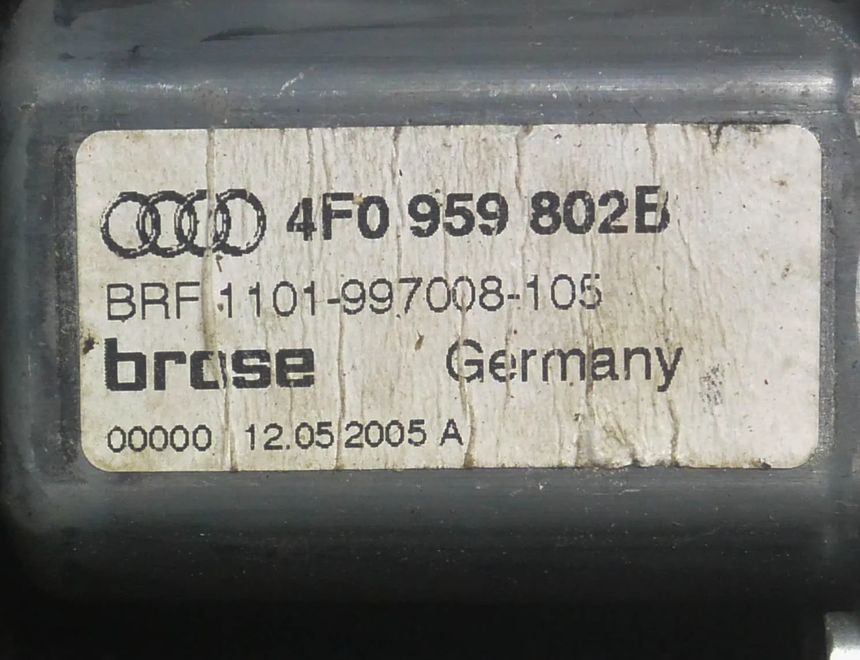 4F0 959 802B
BRF 1101-997008-105
brose Germany
00000 12.05 2005 A